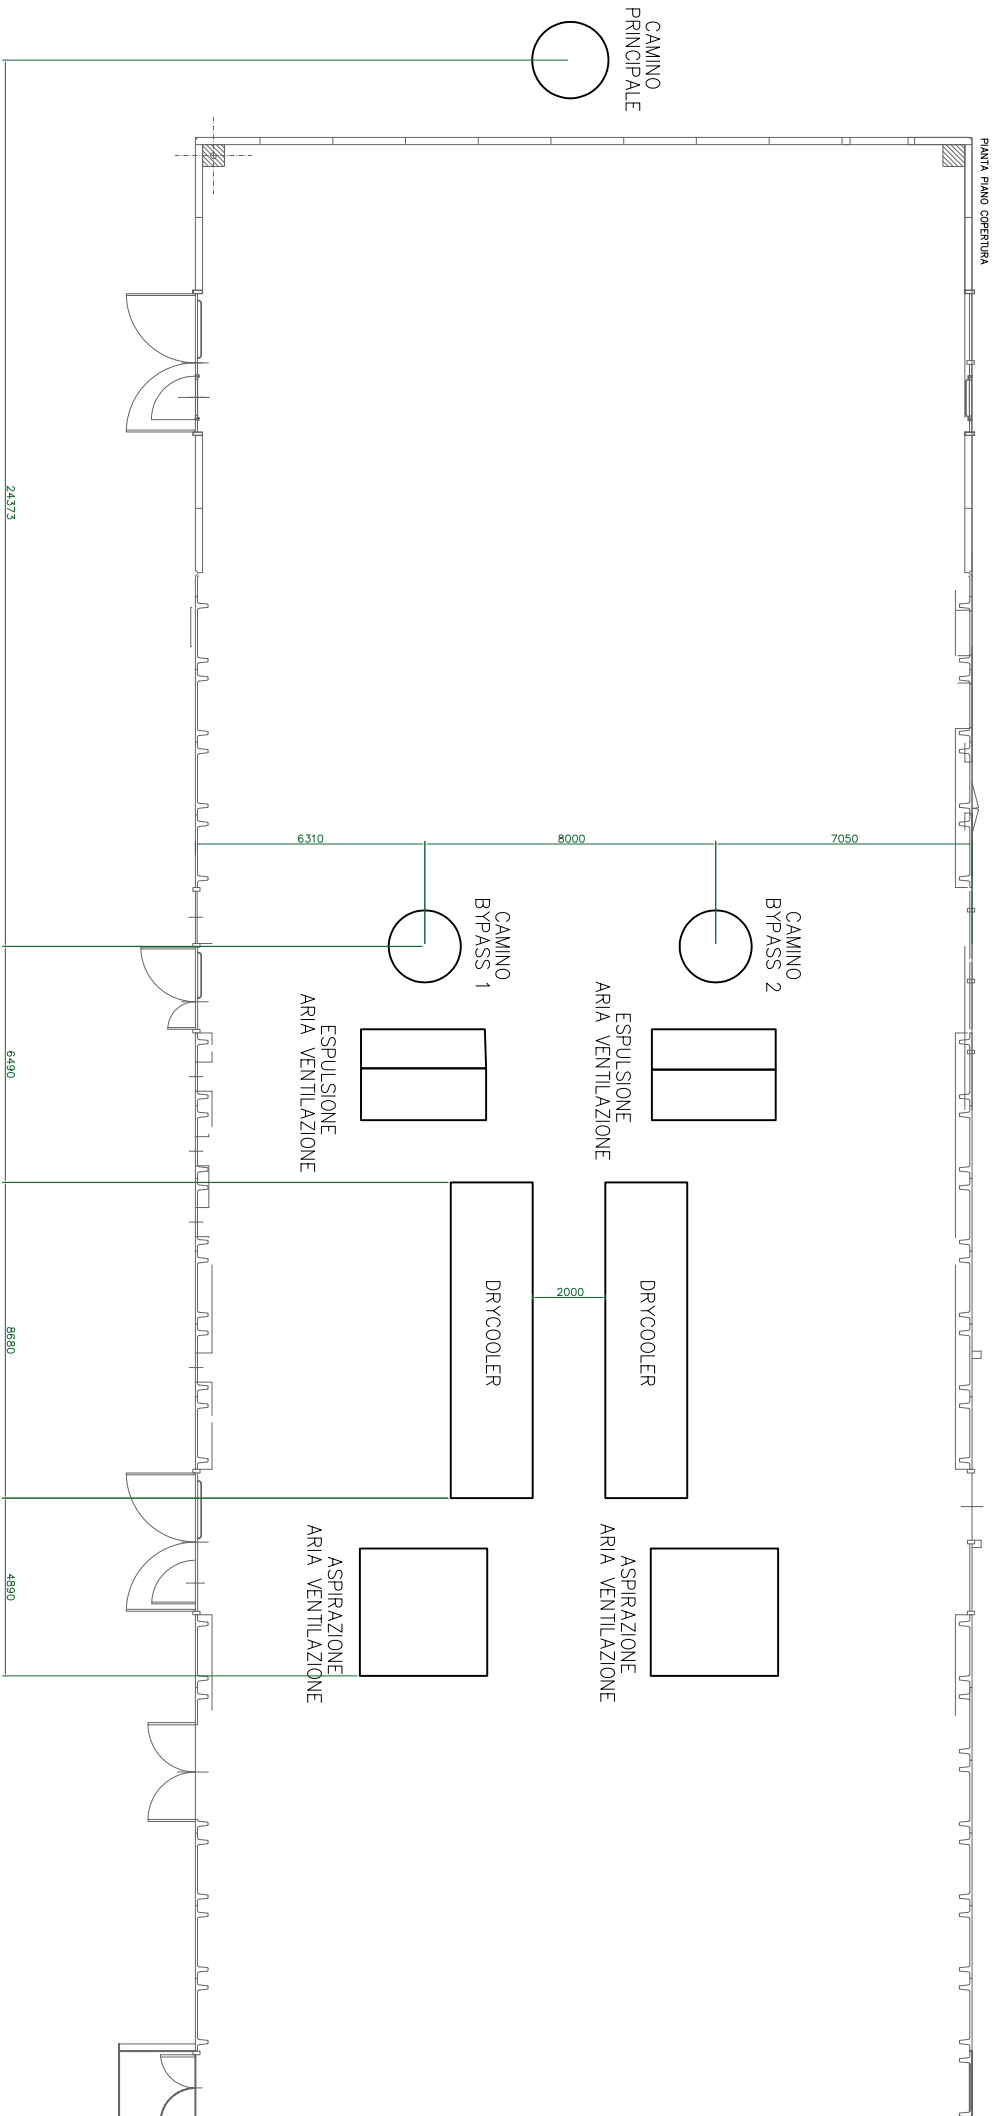 PIANTA PIANO COPERTURA
CAMINO
PRINCIPALE
24373
6310
8000
7050
CAMINO
BYPASS 1
CAMINO
BYPASS 2
ESPULSIONE
ARIA VENTILAZIONE
ESPULSIONE
ARIA VENTILAZIONE
6490
DRYCOOLER
2000
DRYCOOLER
8680
ASPIRAZIONE
ARIA VENTILAZIONE
ASPIRAZIONE
ARIA VENTILAZIONE
4890